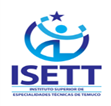 ISETT
INSTITUTO SUPERIOR DE
ESPECIALIDADES TÉCNICAS DE TEMUCO